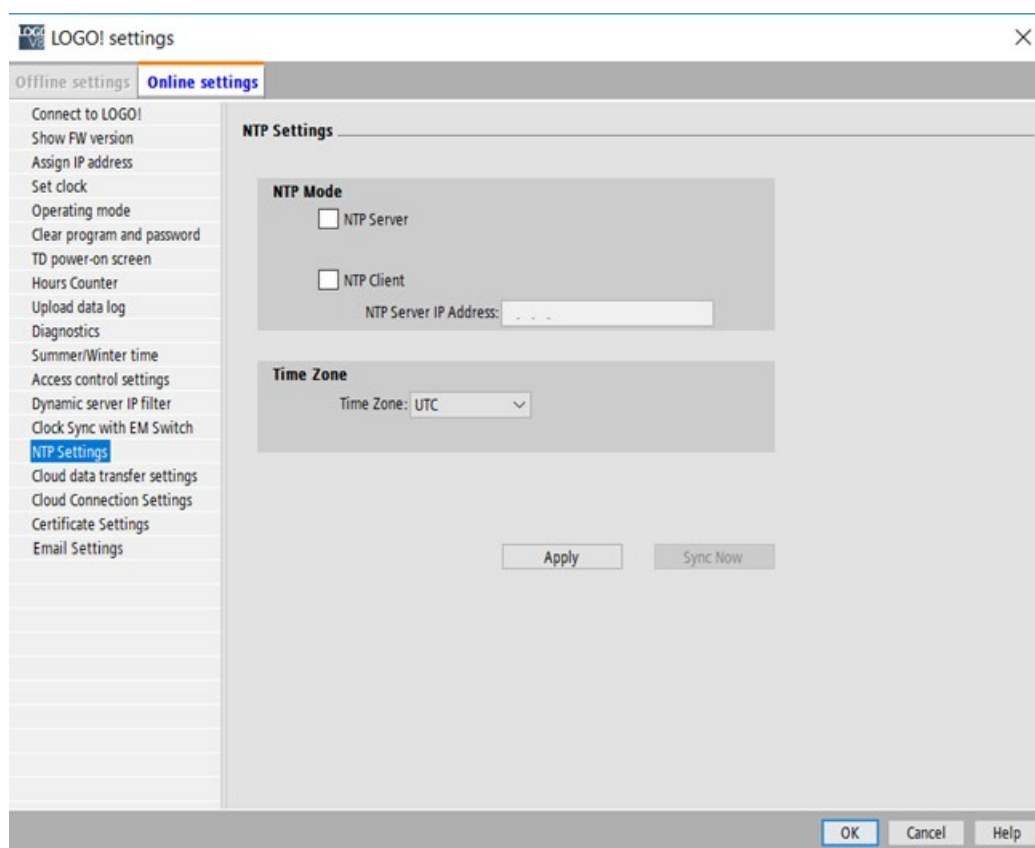 LOGO! settings
Offline settings
Online settings
Connect to LOGO!
Show FW version
Assign IP address
Set clock
Operating mode
Clear program and password
TD power-on screen
Hours Counter
Upload data log
Diagnostics
Summer/Winter time
Access control settings
Dynamic server IP filter
Clock Sync with EM Switch
NTP Settings
Cloud data transfer settings
Cloud Connection Settings
Certificate Settings
Email Settings
NTP Settings
NTP Mode
NTP Server
NTP Client
NTP Server IP Address: . . .
Time Zone
Time Zone: UTC
Apply
Sync Now
OK
Cancel
Help